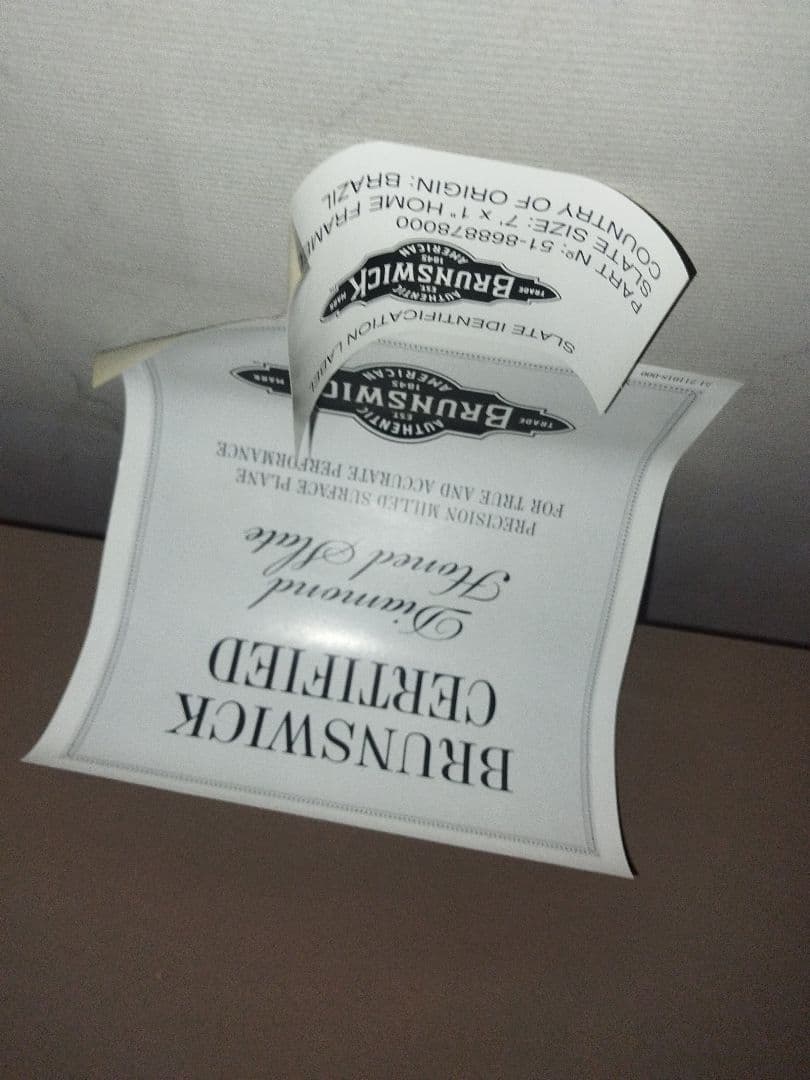 BRUNSWICK
CERTIFIED
Diamond
Honed Slate
PRECISION MILLED SURFACE PLANE
FOR TRUE AND ACCURATE PERFORMANCE
AUTHENTIC
EST
TRADE BRUNSWIC MARK
1845
AMERICAN
SLATE IDENTIFICATION LABEL
AUTHENTIC
EST
TRADE BRUNSWICK MARK
1845
AMERICAN
PART Nº: 51-868878000
SLATE SIZE: 7' x 1" HOME FRAME
COUNTRY OF ORIGIN: BRAZIL